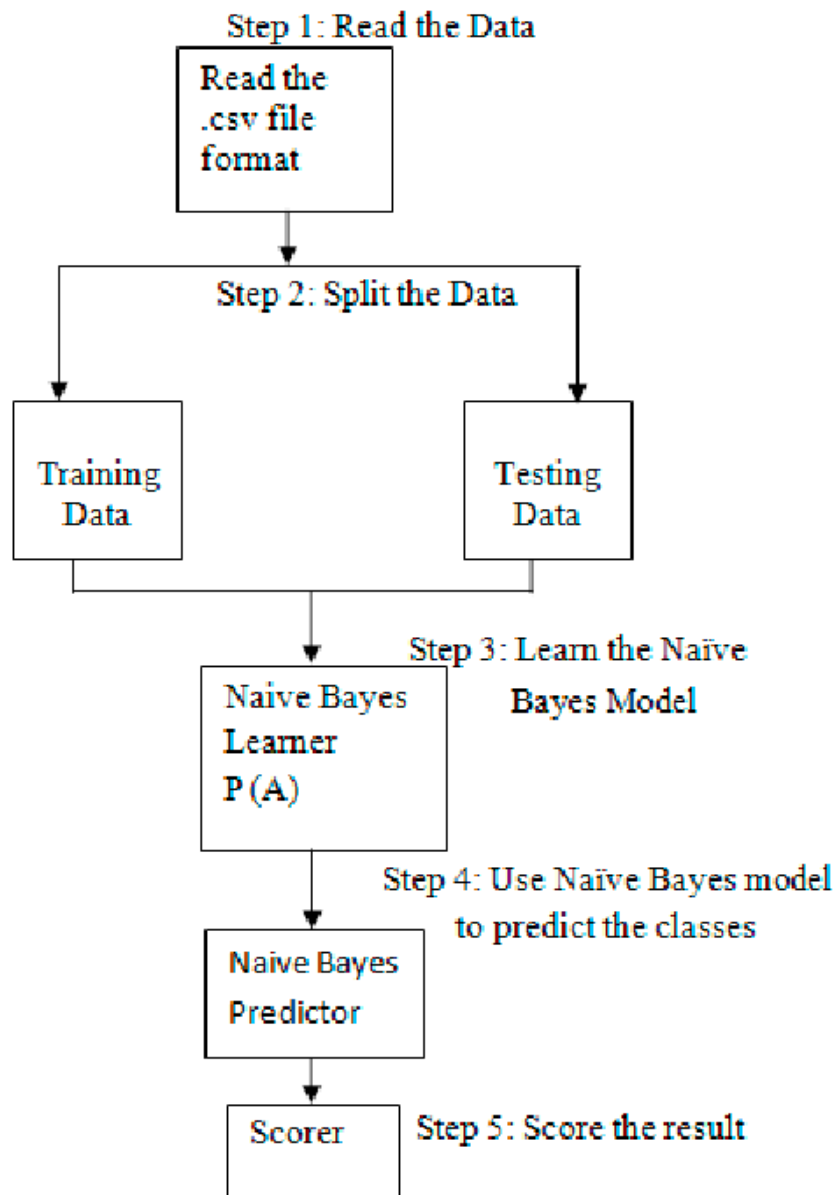 Step 1: Read the Data
Read the
.csv file
format
Step 2: Split the Data
Training
Data
Testing
Data
Step 3: Learn the Naïve
Bayes Model
Naive Bayes
Learner
P (A)
Step 4: Use Naïve Bayes model
to predict the classes
Naive Bayes
Predictor
Scorer
Step 5: Score the result